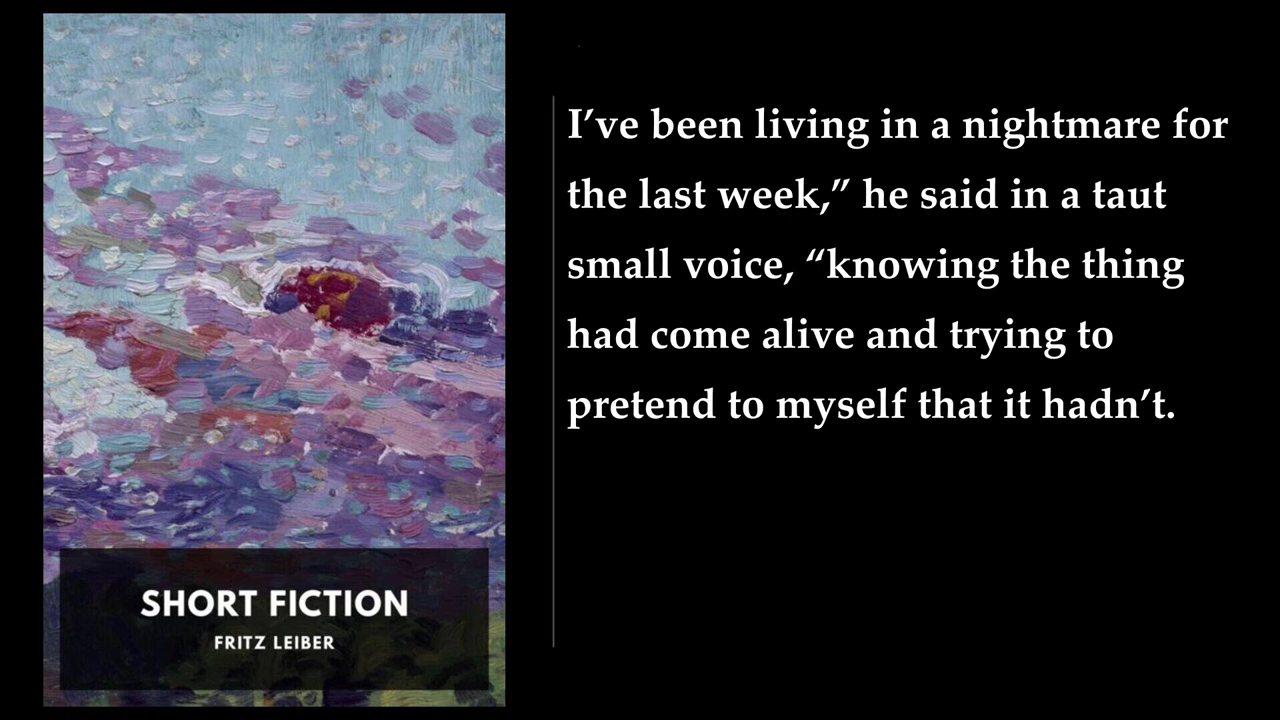 SHORT FICTION
FRITZ LEIBER
I’ve been living in a nightmare for
the last week,” he said in a taut
small voice, “knowing the thing
had come alive and trying to
pretend to myself that it hadn’t.